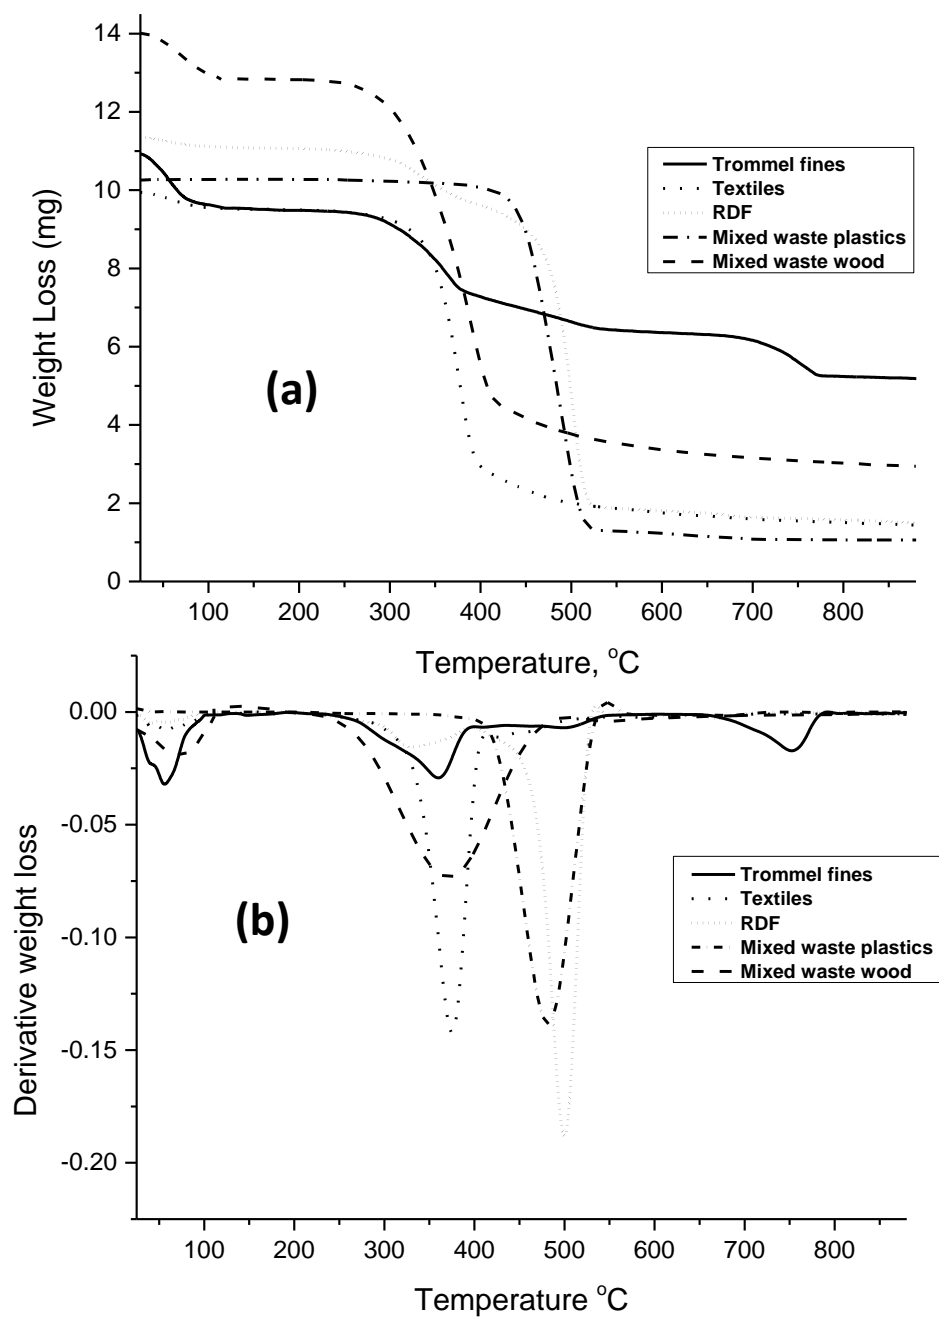 14
12
10
8
6
4
2
0
Weight Loss (mg)
Trommel fines
Textiles
RDF
Mixed waste plastics
Mixed waste wood
(a)
100 200 300 400 500 600 700 800
Temperature, °C
0.00
-0.05
-0.10
-0.15
-0.20
Derivative weight loss
Trommel fines
Textiles
RDF
Mixed waste plastics
Mixed waste wood
(b)
100 200 300 400 500 600 700 800
Temperature °C